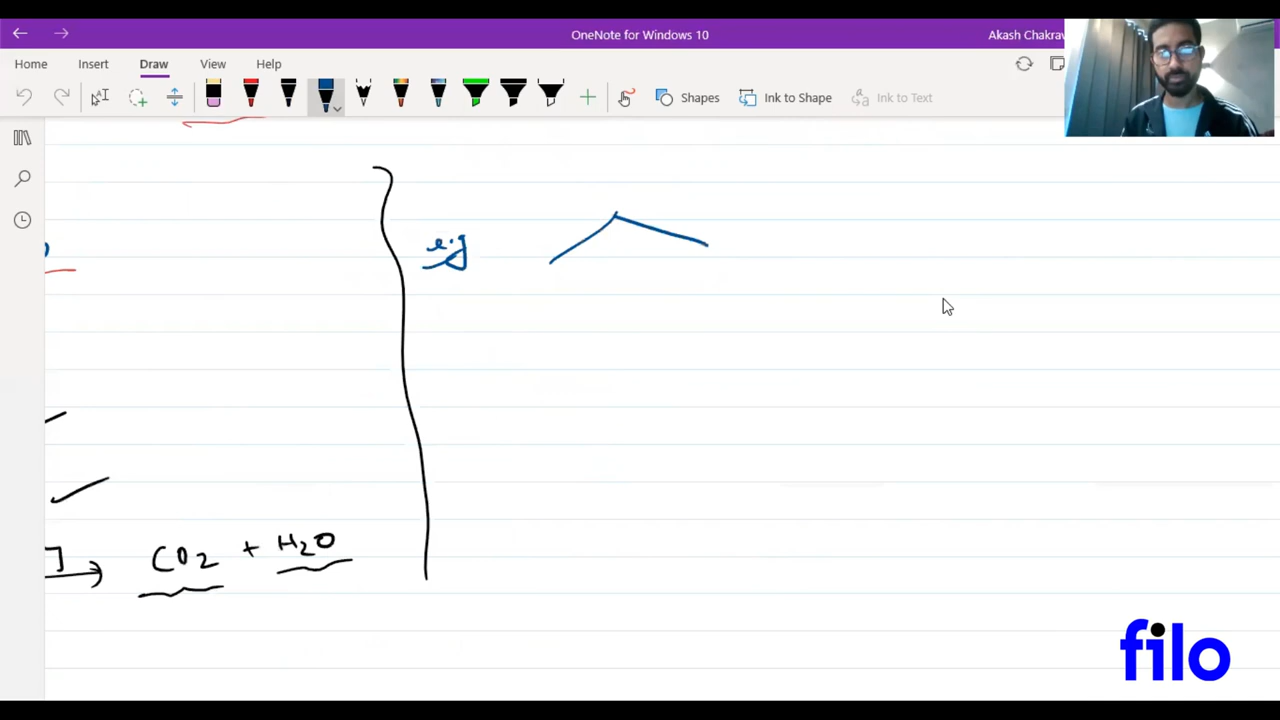 OneNote for Windows 10
Akash Chakrav
Home Insert Draw View Help
Shapes Ink to Shape Ink to Text
e.g
] → CO2 + H2O
filo